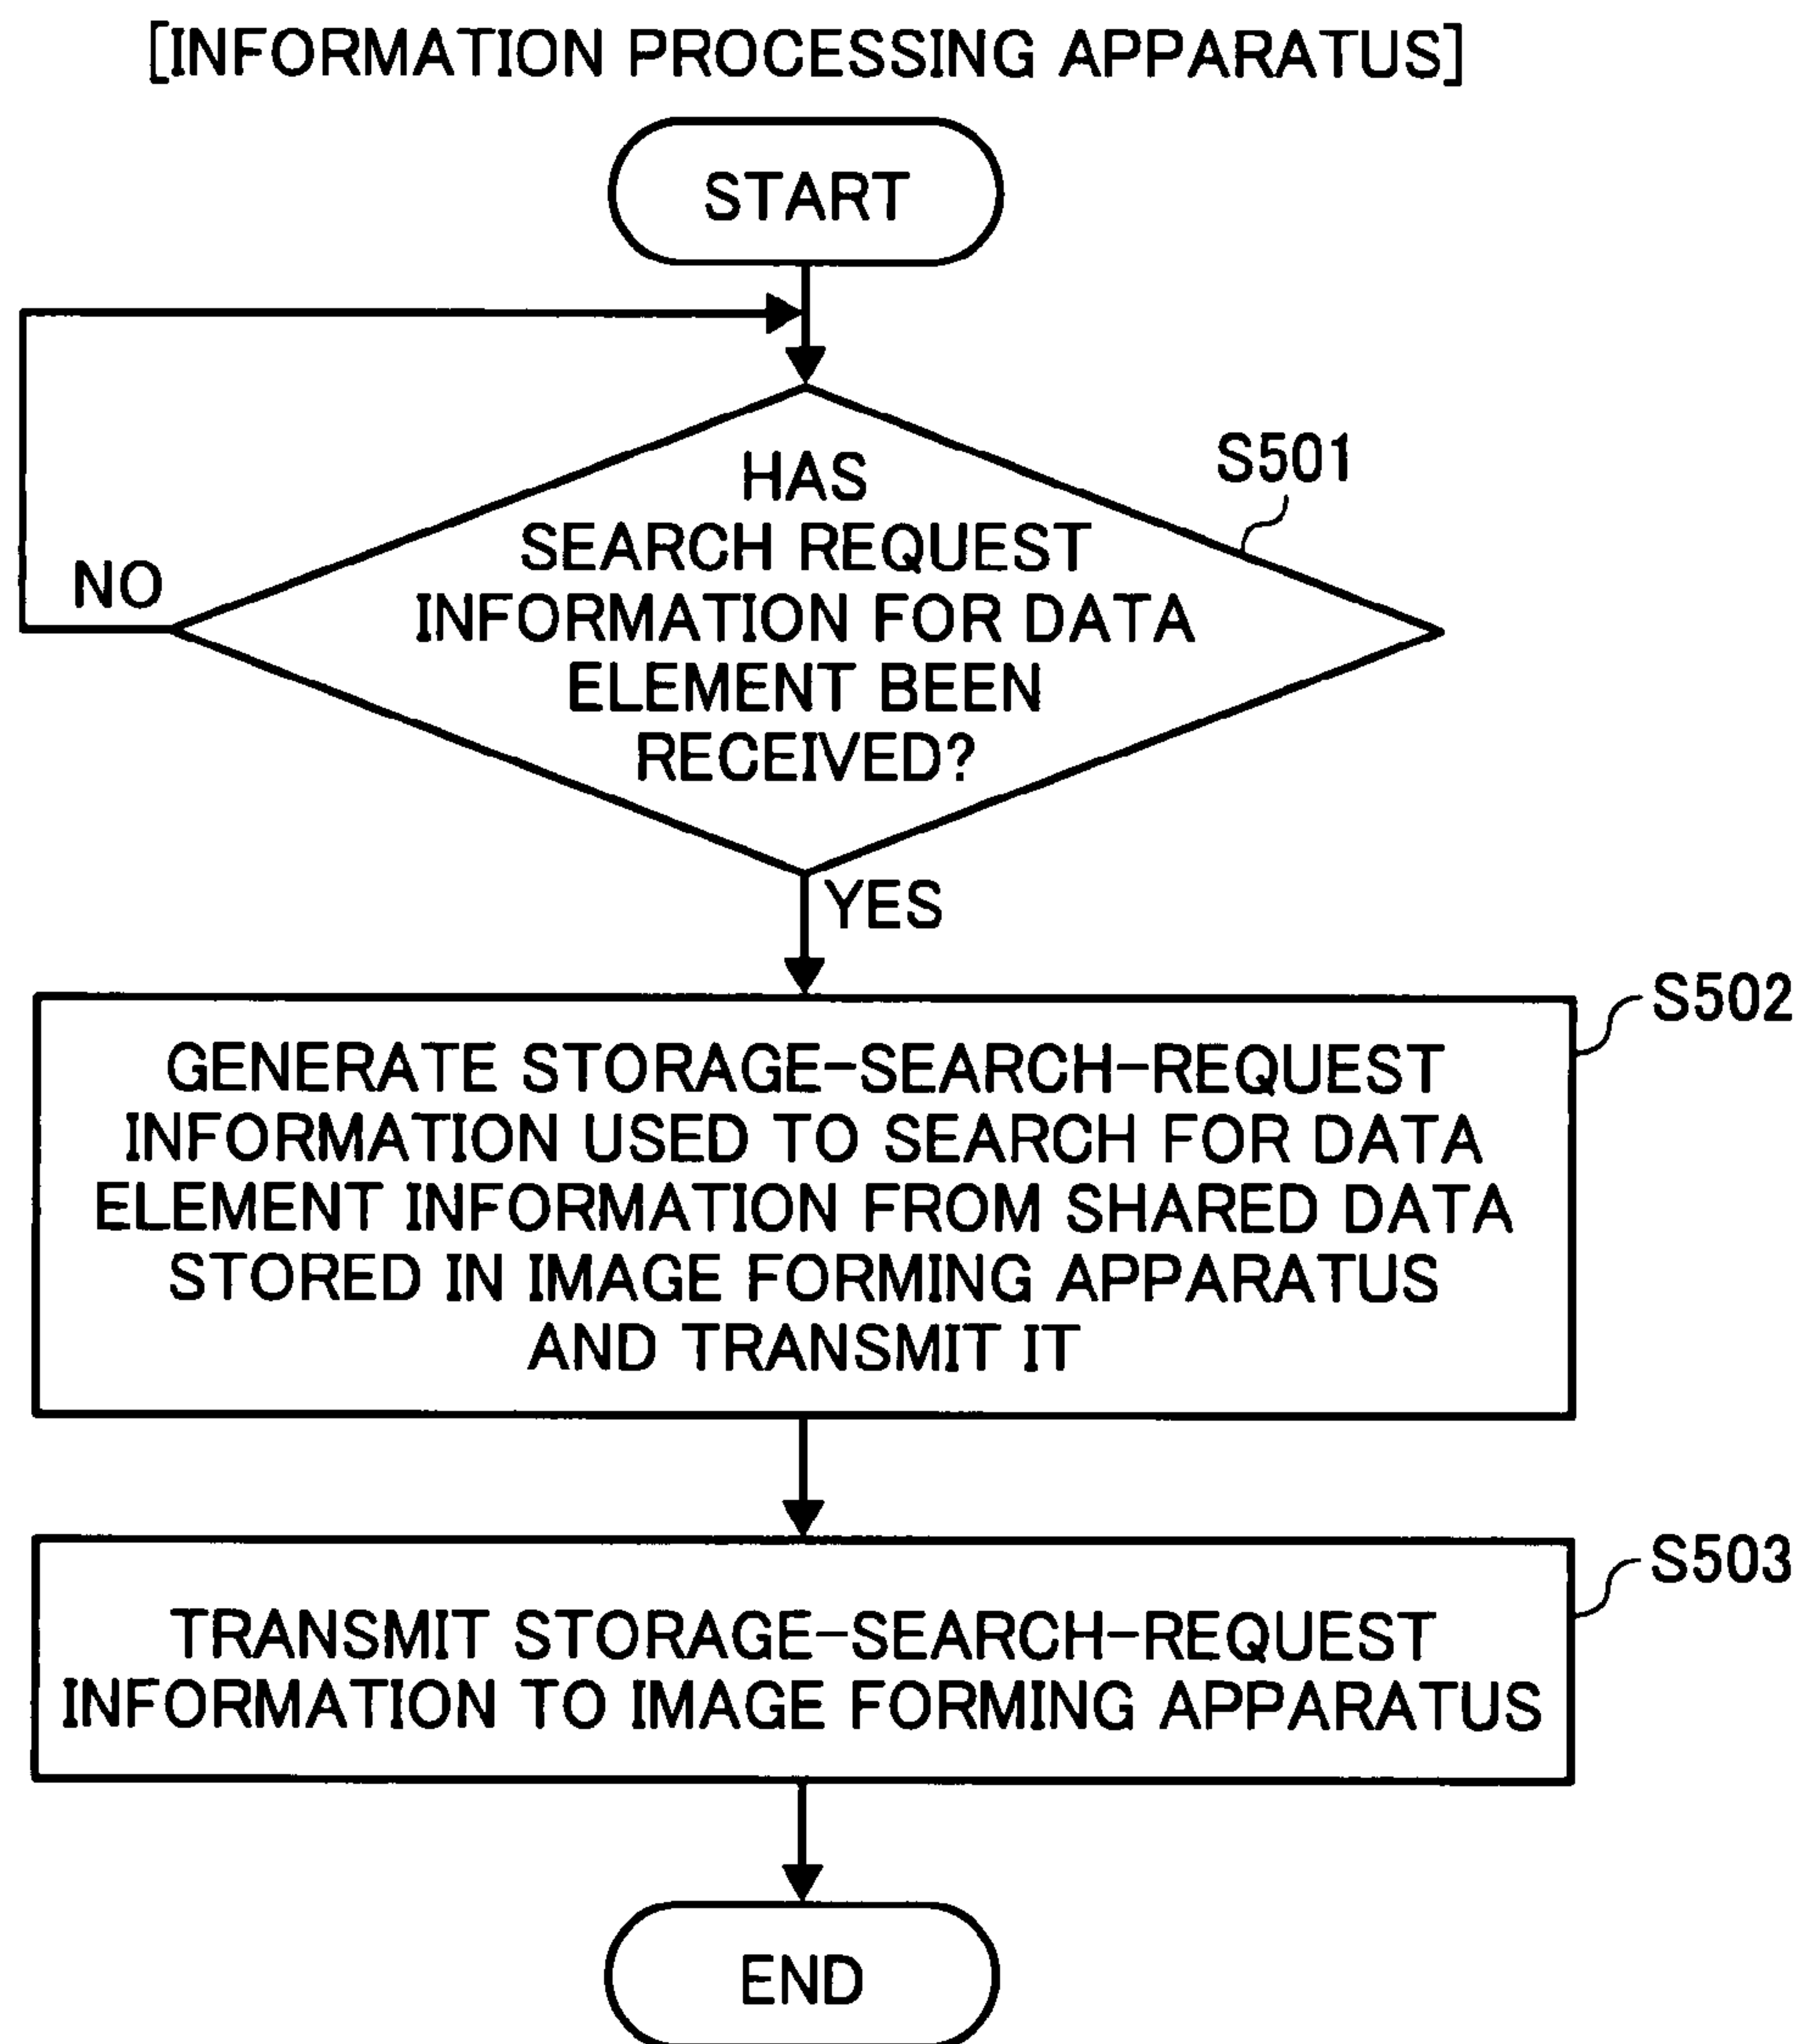 [INFORMATION PROCESSING APPARATUS]
START
HAS
SEARCH REQUEST
INFORMATION FOR DATA
ELEMENT BEEN
RECEIVED?
S501
NO
YES
S502
GENERATE STORAGE-SEARCH-REQUEST
INFORMATION USED TO SEARCH FOR DATA
ELEMENT INFORMATION FROM SHARED DATA
STORED IN IMAGE FORMING APPARATUS
AND TRANSMIT IT
S503
TRANSMIT STORAGE-SEARCH-REQUEST
INFORMATION TO IMAGE FORMING APPARATUS
END